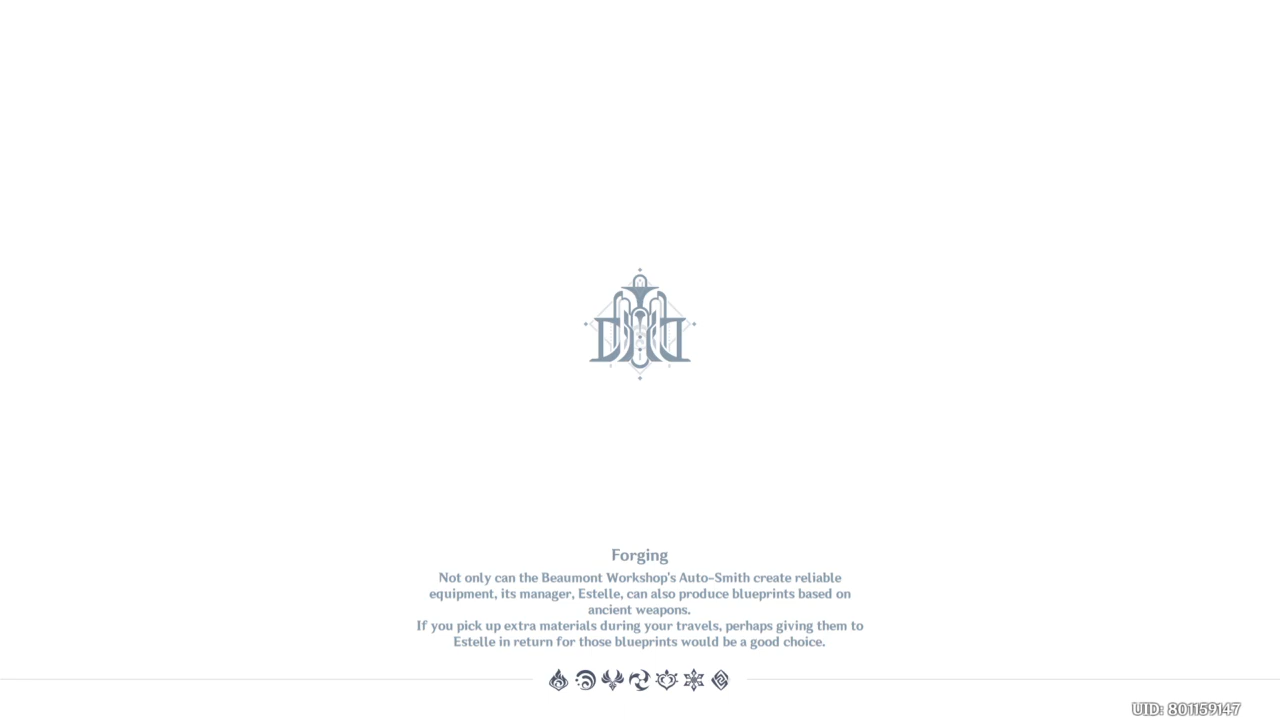 Forging
Not only can the Beaumont Workshop's Auto-Smith create reliable
equipment, its manager, Estelle, can also produce blueprints based on
ancient weapons.
If you pick up extra materials during your travels, perhaps giving them to
Estelle in return for those blueprints would be a good choice.
UID: 801159147